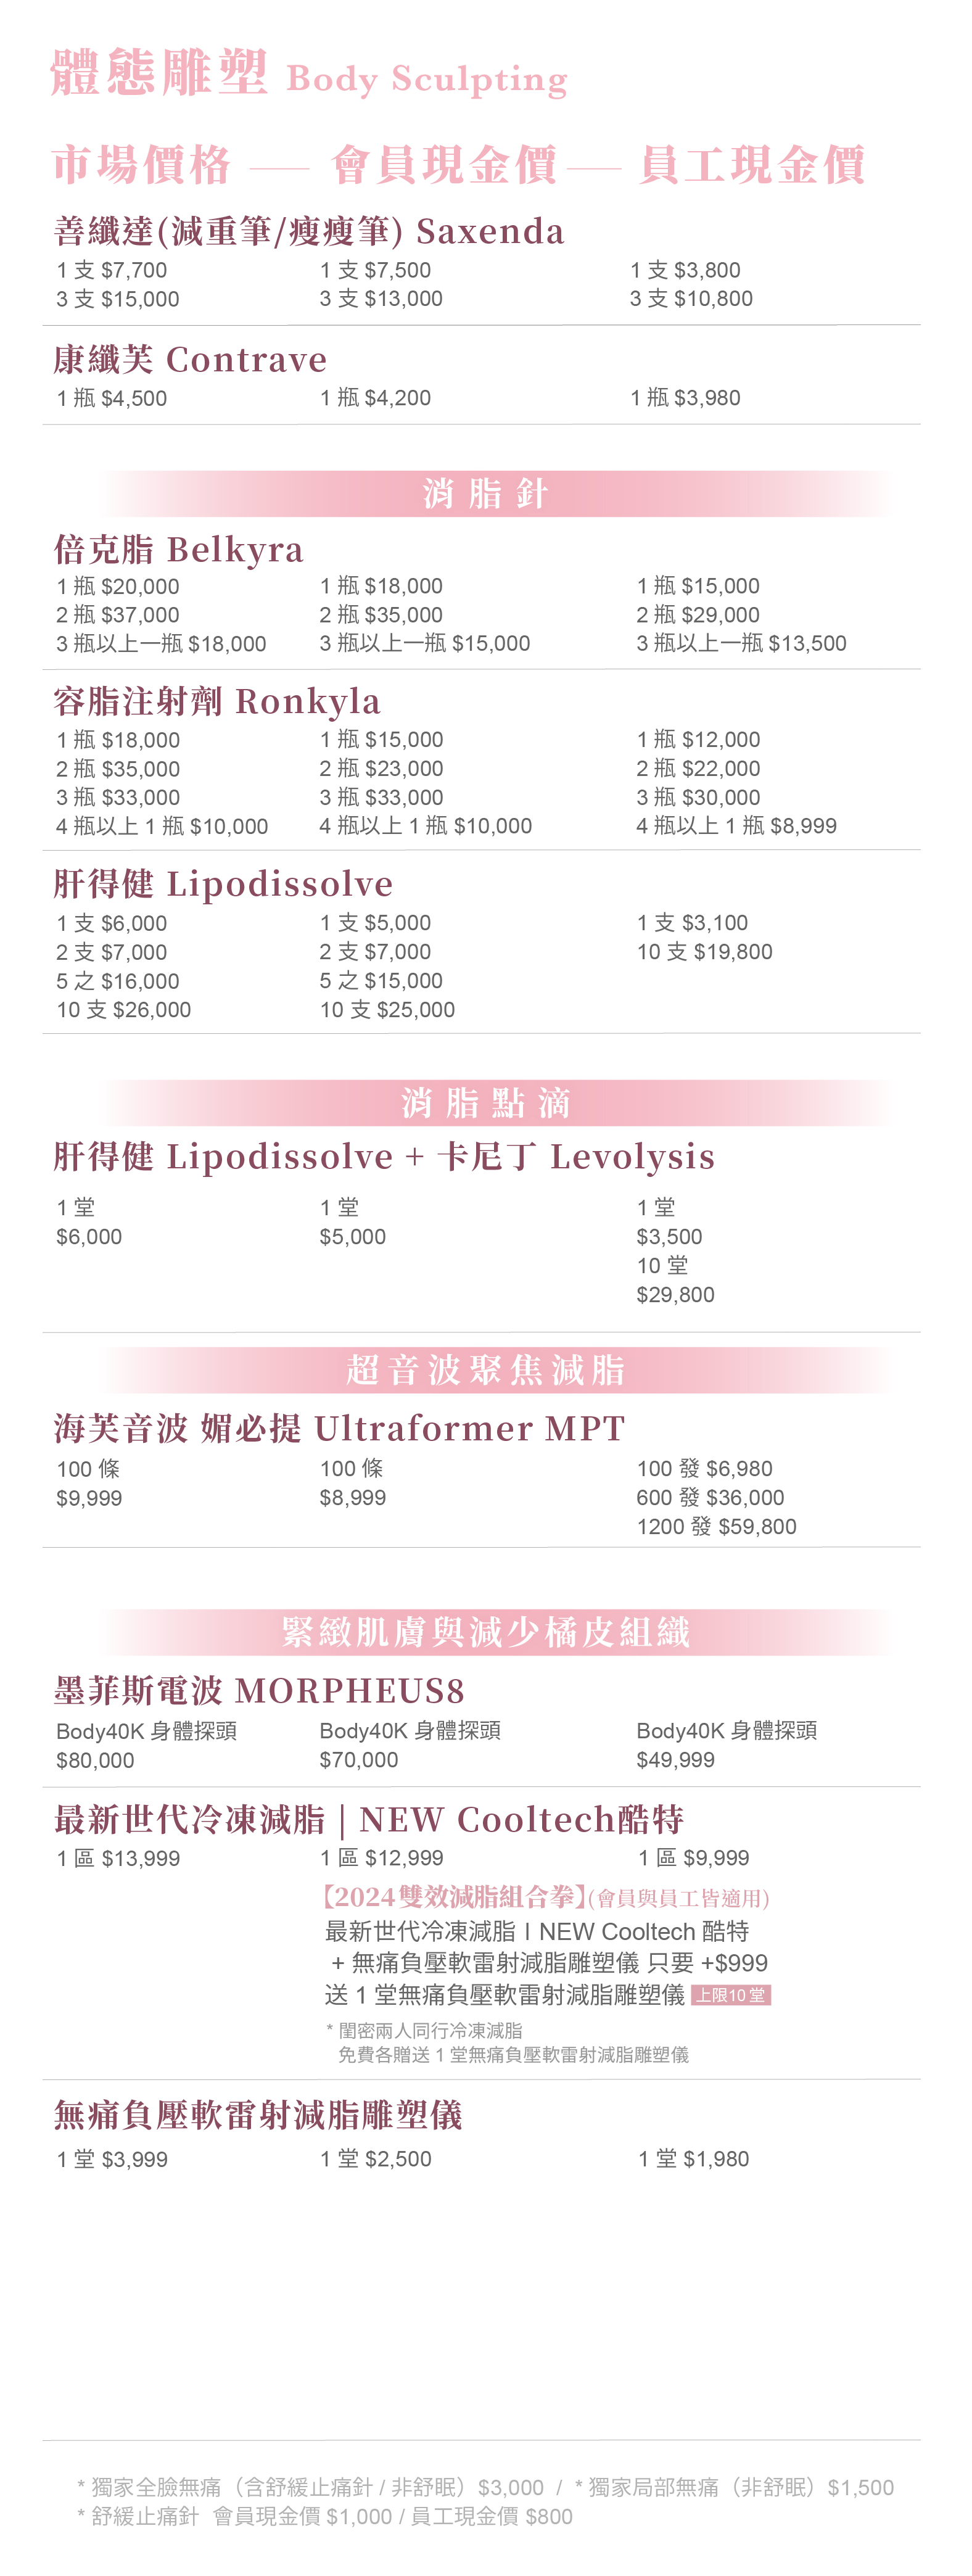 體態雕塑 Body Sculpting
市場價格 —— 會員現金價 —— 員工現金價
善纖達(減重筆/瘦瘦筆) Saxenda
1 支 $7,700 1 支 $7,500 1 支 $3,800
3 支 $15,000 3 支 $13,000 3 支 $10,800
康纖芙 Contrave
1 瓶 $4,500 1 瓶 $4,200 1 瓶 $3,980
消脂針
倍克脂 Belkyra
1 瓶 $20,000 1 瓶 $18,000 1 瓶 $15,000
2 瓶 $37,000 2 瓶 $35,000 2 瓶 $29,000
3 瓶以上一瓶 $18,000 3 瓶以上一瓶 $15,000 3 瓶以上一瓶 $13,500
容脂注射劑 Ronkyla
1 瓶 $18,000 1 瓶 $15,000 1 瓶 $12,000
2 瓶 $35,000 2 瓶 $23,000 2 瓶 $22,000
3 瓶 $33,000 3 瓶 $33,000 3 瓶 $30,000
4 瓶以上 1 瓶 $10,000 4 瓶以上 1 瓶 $10,000 4 瓶以上 1 瓶 $8,999
肝得健 Lipodissolve
1 支 $6,000 1 支 $5,000 1 支 $3,100
2 支 $7,000 2 支 $7,000 10 支 $19,800
5 之 $16,000 5 之 $15,000
10 支 $26,000 10 支 $25,000
消脂點滴
肝得健 Lipodissolve + 卡尼丁 Levolysis
1 堂 1 堂 1 堂
$6,000 $5,000 $3,500
10 堂
$29,800
超音波聚焦減脂
海芙音波 媚必提 Ultraformer MPT
100 條 100 條 100 發 $6,980
$9,999 $8,999 600 發 $36,000
1200 發 $59,800
緊緻肌膚與減少橘皮組織
墨菲斯電波 MORPHEUS8
Body40K 身體探頭 Body40K 身體探頭 Body40K 身體探頭
$80,000 $70,000 $49,999
最新世代冷凍減脂 | NEW Cooltech酷特
1 區 $13,999 1 區 $12,999 1 區 $9,999
【2024雙效減脂組合拳】(會員與員工皆適用)
最新世代冷凍減脂 I NEW Cooltech 酷特
+ 無痛負壓軟雷射減脂雕塑儀 只要 +$999
送 1 堂無痛負壓軟雷射減脂雕塑儀 上限10 堂
* 閨密兩人同行冷凍減脂
免費各贈送 1 堂無痛負壓軟雷射減脂雕塑儀
無痛負壓軟雷射減脂雕塑儀
1 堂 $3,999 1 堂 $2,500 1 堂 $1,980
* 獨家全臉無痛（含舒緩止痛針 / 非舒眠）$3,000 / * 獨家局部無痛（非舒眠）$1,500
* 舒緩止痛針 會員現金價 $1,000 / 員工現金價 $800